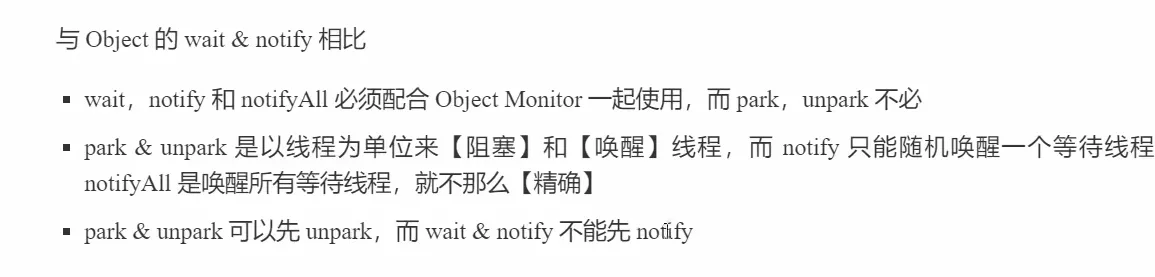 与 Object 的 wait & notify 相比
▪ wait，notify 和 notifyAll 必须配合 Object Monitor 一起使用，而 park，unpark 不必
▪ park & unpark 是以线程为单位来【阻塞】和【唤醒】线程，而 notify 只能随机唤醒一个等待线程
notifyAll 是唤醒所有等待线程，就不那么【精确】
▪ park & unpark 可以先 unpark，而 wait & notify 不能先 notify